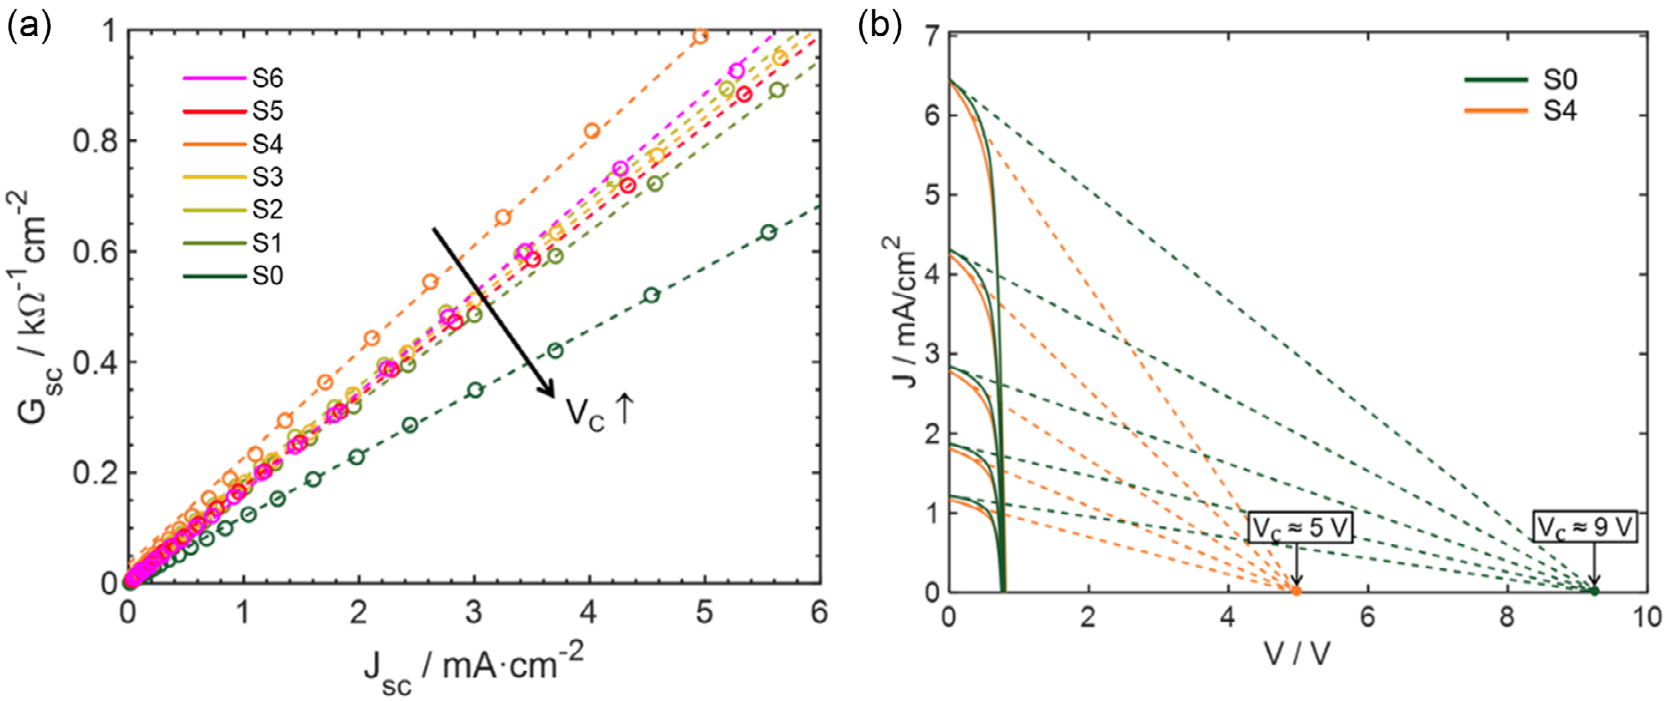 (a)
1
0.8
0.6
0.4
0.2
0
G_sc / kΩ⁻¹cm⁻²
S6
S5
S4
S3
S2
S1
S0
V_C ↑
0 1 2 3 4 5 6
J_sc / mA·cm⁻²
(b)
7
6
5
4
3
2
1
0
J / mA/cm²
S0
S4
V_C ≈ 5 V
V_C ≈ 9 V
0 2 4 6 8 10
V / V